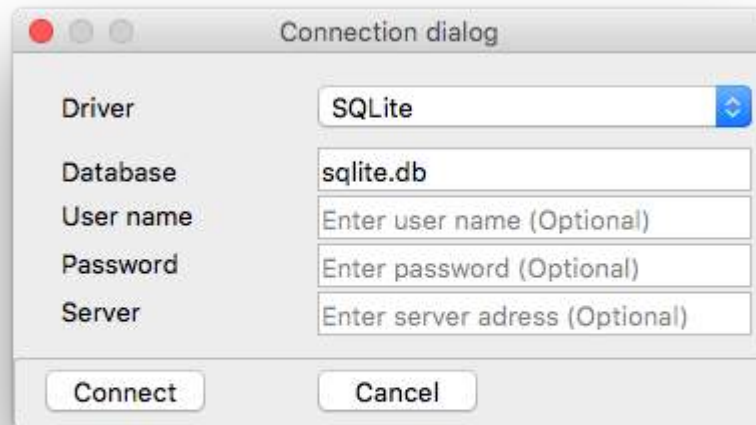 Connection dialog
Driver SQLite
Database sqlite.db
User name Enter user name (Optional)
Password Enter password (Optional)
Server Enter server adress (Optional)
Connect Cancel